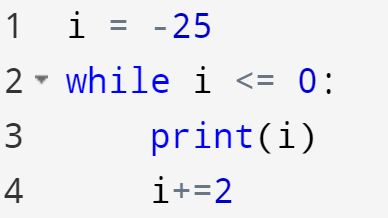 1 i = -25
2 while i <= 0:
3     print(i)
4     i+=2